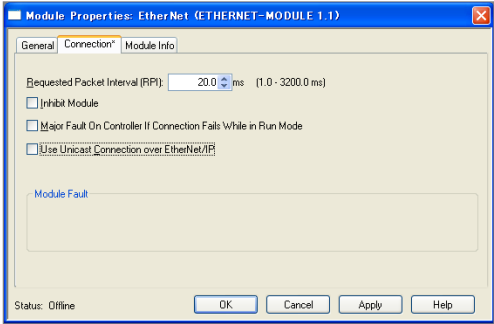 Module Properties: EtherNet (ETHERNET-MODULE 1.1)
General Connection* Module Info
Requested Packet Interval (RPI): 20.0 ms (1.0 - 3200.0 ms)
Inhibit Module
Major Fault On Controller If Connection Fails While in Run Mode
Use Unicast Connection over EtherNet/IP
Module Fault
Status: Offline OK Cancel Apply Help